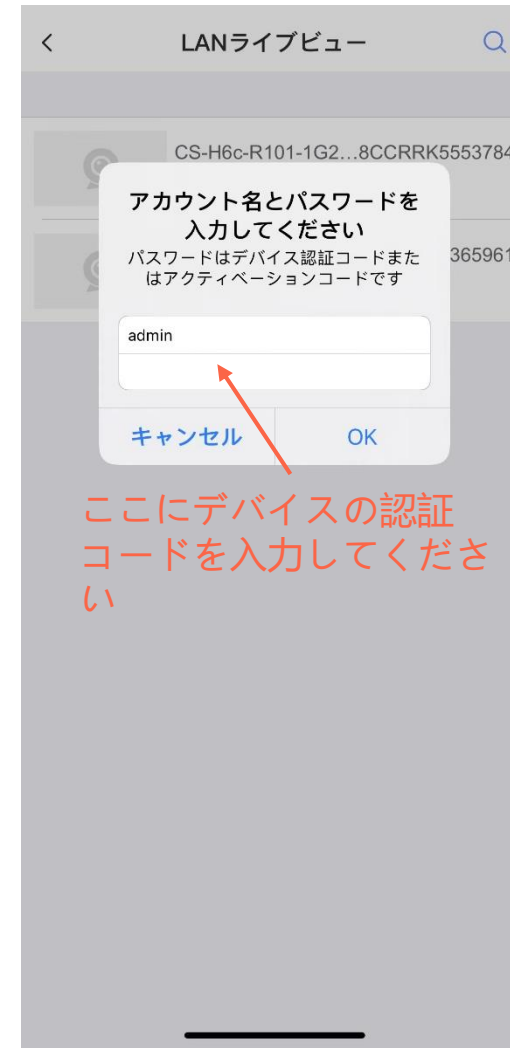 LANライブビュー
CS-H6c-R101-1G2...8CCRRK5553784
アカウント名とパスワードを
入力してください
パスワードはデバイス認証コードまた
はアクティベーションコードです
365961
admin
キャンセル OK
ここにデバイスの認証
コードを入力してくださ
い